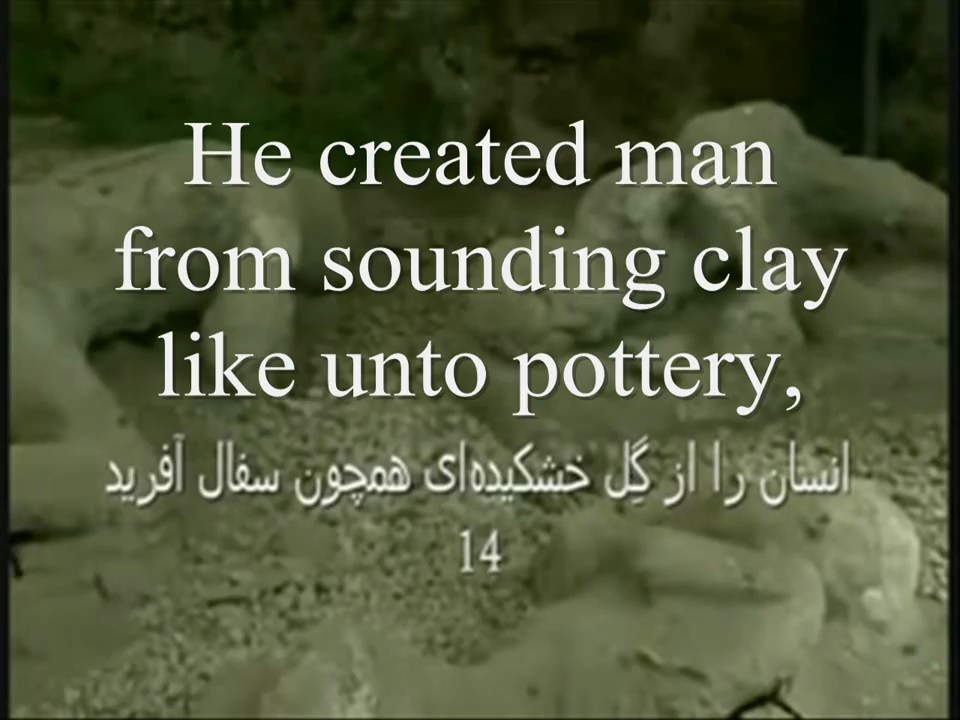 He created man
from sounding clay
like unto pottery,
انسان را از گِل خشکیده‌ای همچون سفال آفرید
14